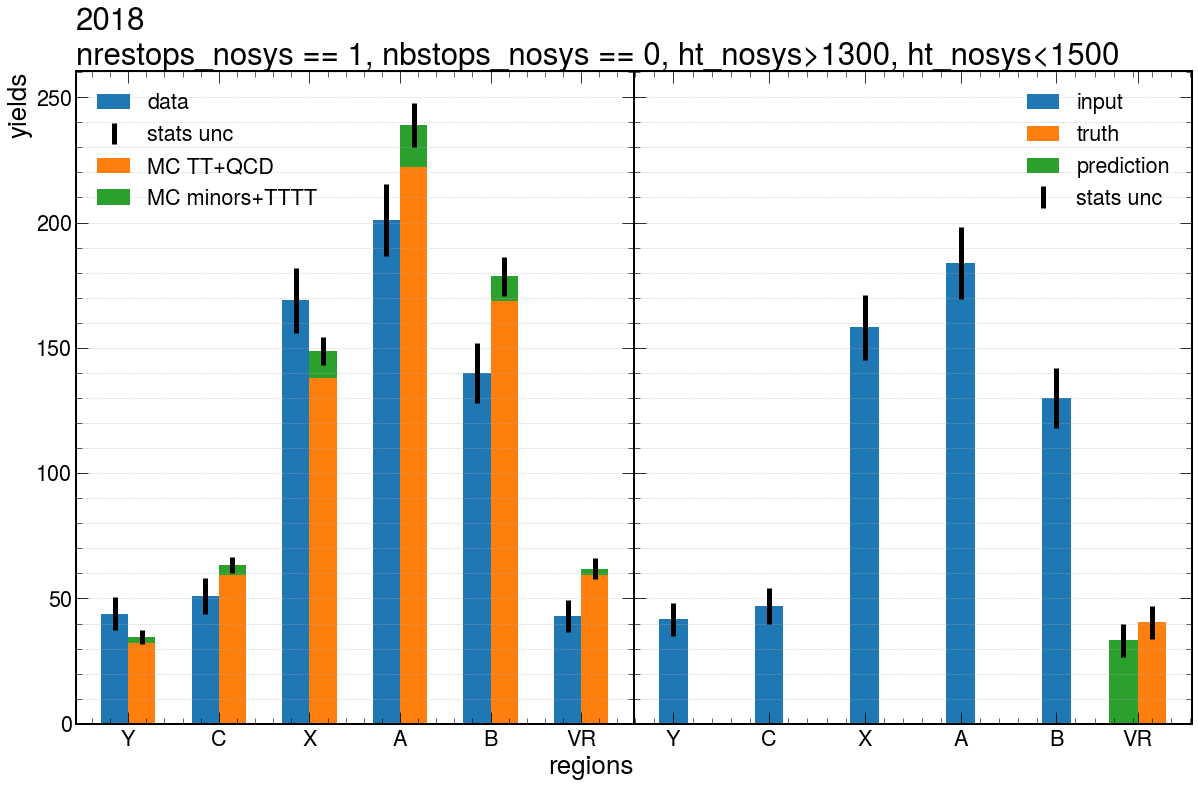 2018
nrestops_nosys == 1, nbstops_nosys == 0, ht_nosys>1300, ht_nosys<1500
yields
250
200
150
100
50
0
data
stats unc
MC TT+QCD
MC minors+TTTT
input
truth
prediction
stats unc
Y C X A B VR
Y C X A B VR
regions